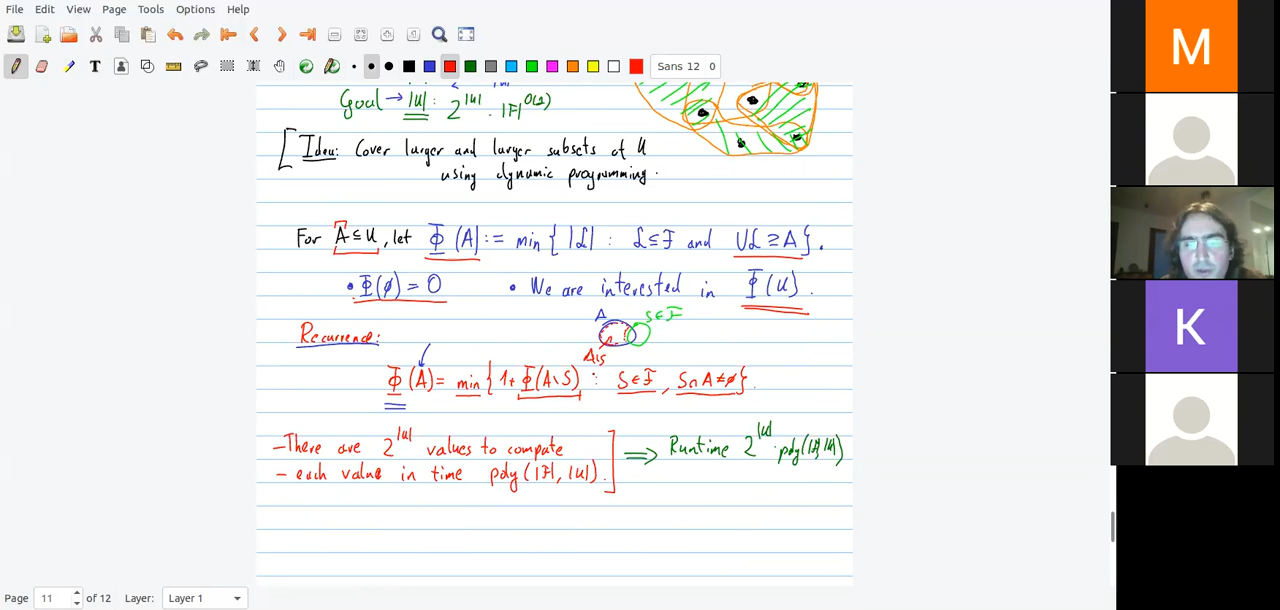 File Edit View Page Tools Options Help
Sans 12 0
Goal → |U| : 2^|U| · |F|^O(1)
Idea: Cover larger and larger subsets of U
using dynamic programming.
For A ⊆ U, let Φ(A) := min { |L| : L ⊆ F and UL ⊇ A }.
• Φ(ø) = 0 • We are interested in Φ(U).
A S∈F
Recurrence:
A\S
Φ(A) = min { 1 + Φ(A\S) : S ∈ F, S∩A ≠ ø }.
- There are 2^|U| values to compute
⟹ Runtime 2^|U| · poly(|F|,|U|)
- each value in time poly(|F|, |U|).
Page 11 of 12 Layer: Layer 1
M
K